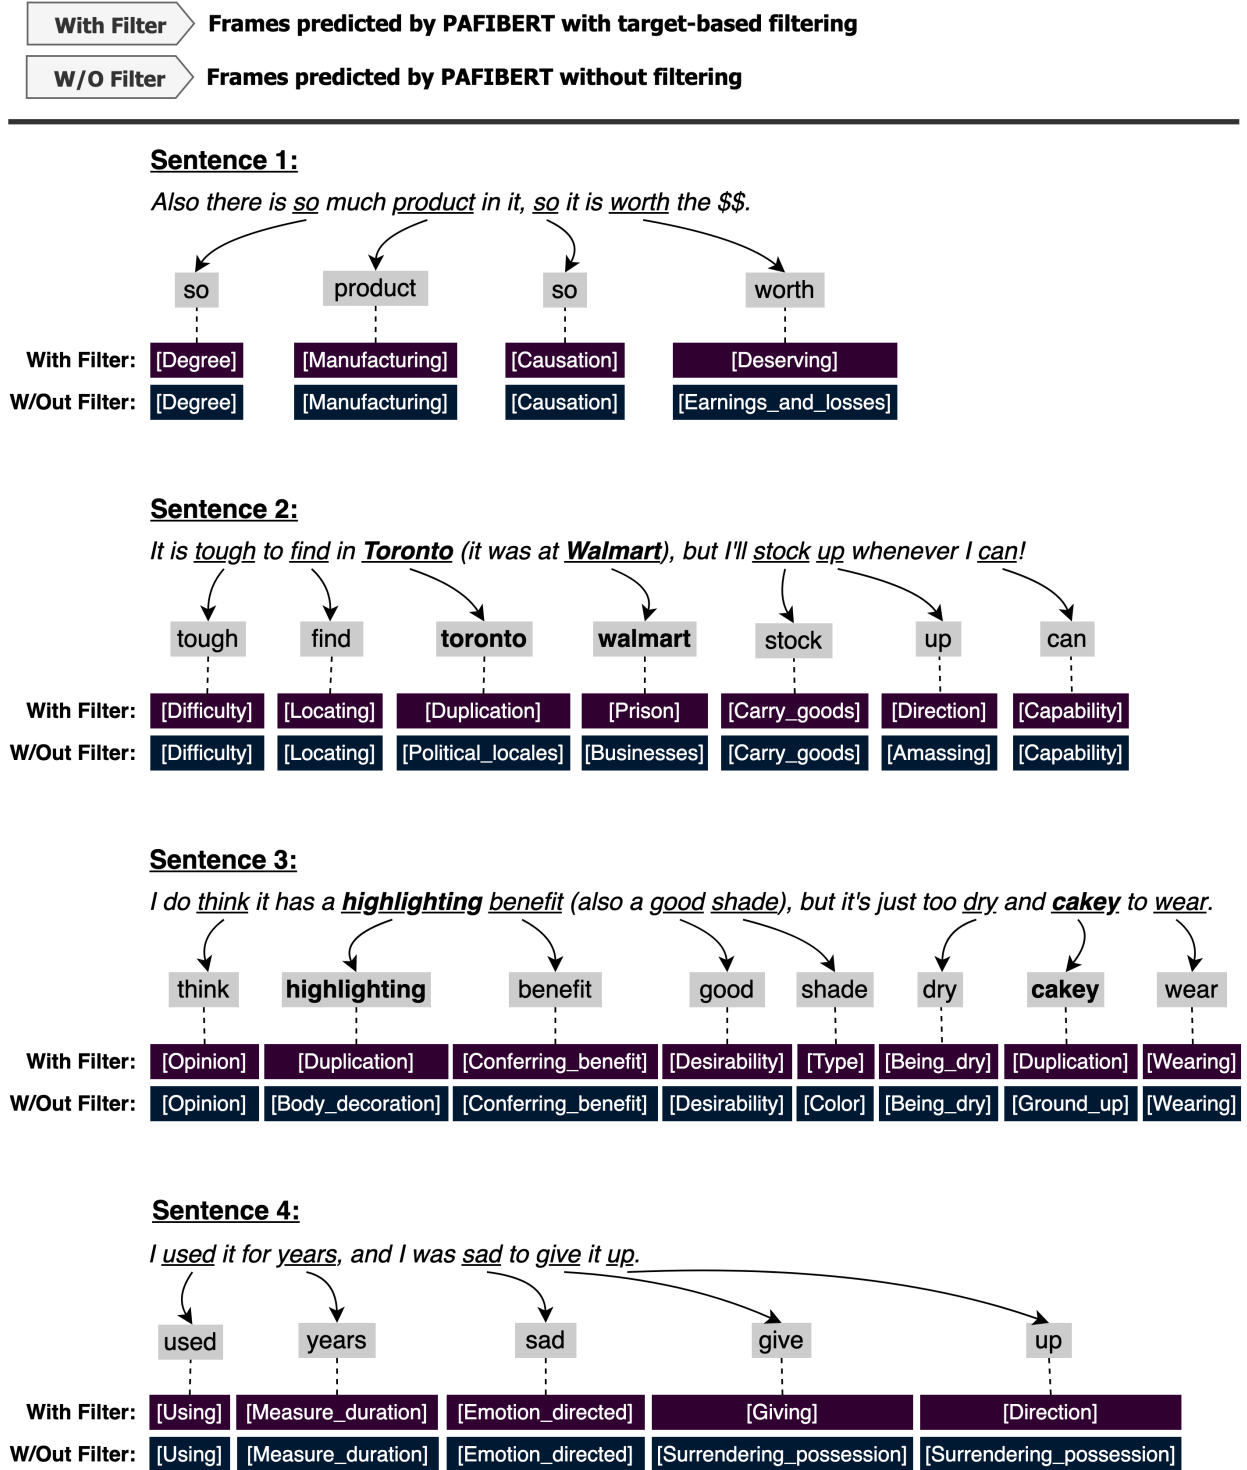 With Filter Frames predicted by PAFIBERT with target-based filtering
W/O Filter Frames predicted by PAFIBERT without filtering
Sentence 1:
Also there is so much product in it, so it is worth the $$.
so product so worth
With Filter: [Degree] [Manufacturing] [Causation] [Deserving]
W/Out Filter: [Degree] [Manufacturing] [Causation] [Earnings_and_losses]
Sentence 2:
It is tough to find in Toronto (it was at Walmart), but I'll stock up whenever I can!
tough find toronto walmart stock up can
With Filter: [Difficulty] [Locating] [Duplication] [Prison] [Carry_goods] [Direction] [Capability]
W/Out Filter: [Difficulty] [Locating] [Political_locales] [Businesses] [Carry_goods] [Amassing] [Capability]
Sentence 3:
I do think it has a highlighting benefit (also a good shade), but it's just too dry and cakey to wear.
think highlighting benefit good shade dry cakey wear
With Filter: [Opinion] [Duplication] [Conferring_benefit] [Desirability] [Type] [Being_dry] [Duplication] [Wearing]
W/Out Filter: [Opinion] [Body_decoration] [Conferring_benefit] [Desirability] [Color] [Being_dry] [Ground_up] [Wearing]
Sentence 4:
I used it for years, and I was sad to give it up.
used years sad give up
With Filter: [Using] [Measure_duration] [Emotion_directed] [Giving] [Direction]
W/Out Filter: [Using] [Measure_duration] [Emotion_directed] [Surrendering_possession] [Surrendering_possession]